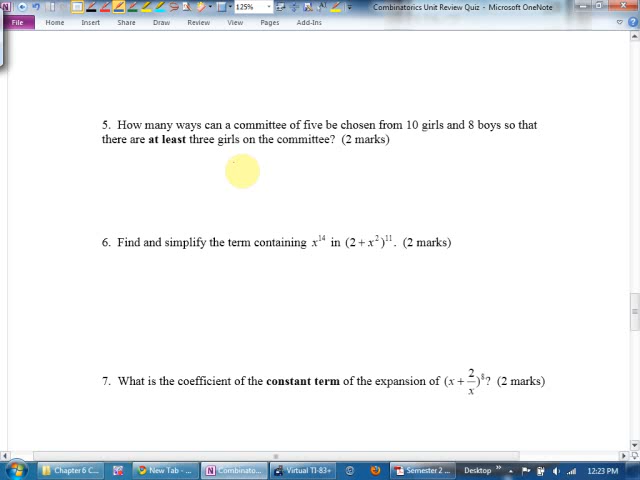 Combinatorics Unit Review Quiz - Microsoft OneNote
125%
File Home Insert Share Draw Review View Pages Add-Ins
5. How many ways can a committee of five be chosen from 10 girls and 8 boys so that
there are at least three girls on the committee? (2 marks)
6. Find and simplify the term containing x^14 in (2 + x^2)^11. (2 marks)
7. What is the coefficient of the constant term of the expansion of (x + 2/x)^8? (2 marks)
Chapter 6 C... New Tab - ... Combinato... Virtual TI-83+ Semester 2 ... Desktop » 12:23 PM